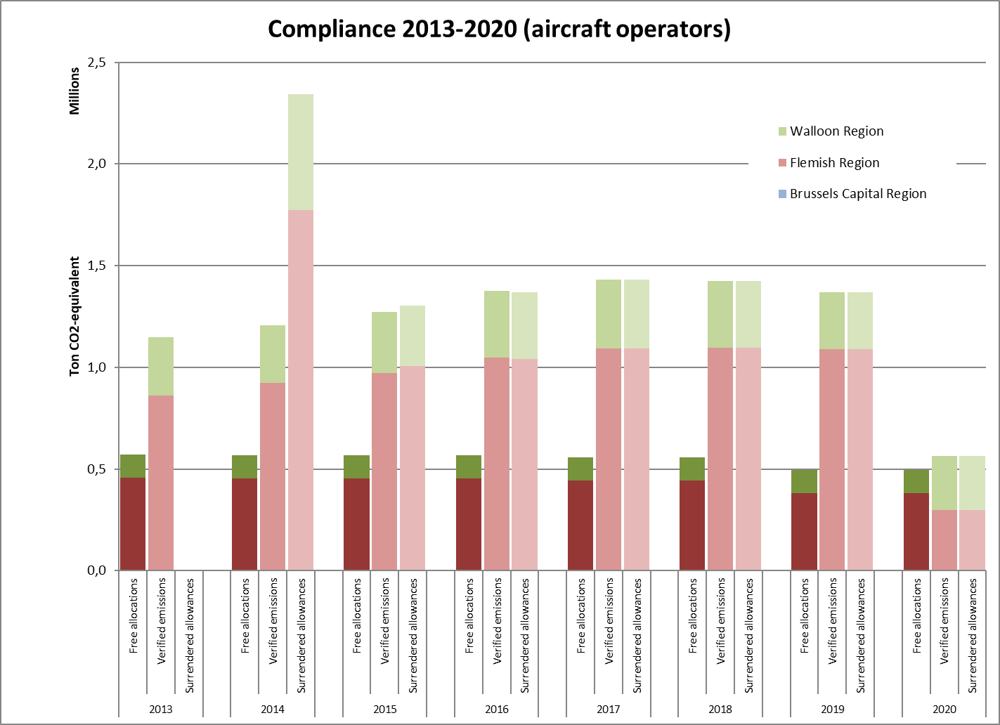 Compliance 2013-2020 (aircraft operators)
Millions
Ton CO2-equivalent
2,5
2,0
1,5
1,0
0,5
0,0
Walloon Region
Flemish Region
Brussels Capital Region
Free allocations
Verified emissions
Surrendered allowances
Free allocations
Verified emissions
Surrendered allowances
Free allocations
Verified emissions
Surrendered allowances
Free allocations
Verified emissions
Surrendered allowances
Free allocations
Verified emissions
Surrendered allowances
Free allocations
Verified emissions
Surrendered allowances
Free allocations
Verified emissions
Surrendered allowances
Free allocations
Verified emissions
Surrendered allowances
2013
2014
2015
2016
2017
2018
2019
2020